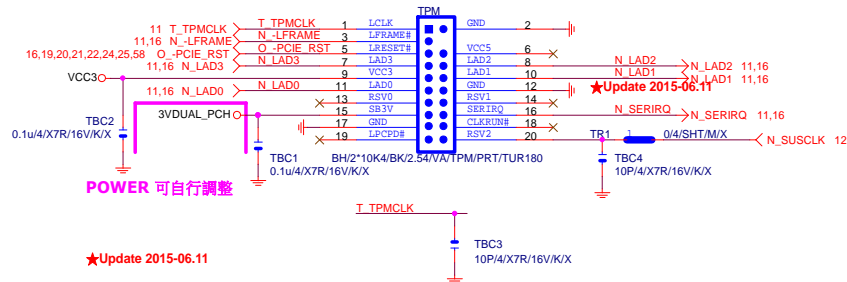 TPM
11 T_TPMCLK T_TPMCLK 1 LCLK GND 2
11,16 N_-LFRAME N_-LFRAME 3 LFRAME#
16,19,20,21,22,24,25,58 O_-PCIE_RST O_-PCIE_RST 5 LRESET# VCC5 6
11,16 N_LAD3 N_LAD3 7 LAD3 LAD2 8 N_LAD2 N_LAD2 11,16
VCC3 9 VCC3 LAD1 10 N_LAD1 N_LAD1 11,16
11,16 N_LAD0 N_LAD0 11 LAD0 GND 12 ★Update 2015-06.11
13 RSV0 RSV1 14
3VDUAL_PCH 15 SB3V SERIRQ 16 N_SERIRQ N_SERIRQ 11,16
17 GND CLKRUN# 18
19 LPCPD# RSV2 20 TR1 1 0/4/SHT/M/X N_SUSCLK 12
TBC2
0.1u/4/X7R/16V/K/X
BH/2*10K4/BK/2.54/VA/TPM/PRT/TUR180
TBC1
0.1u/4/X7R/16V/K/X
TBC4
10P/4/X7R/16V/K/X
POWER 可自行調整
T_TPMCLK
TBC3
10P/4/X7R/16V/K/X
★Update 2015-06.11